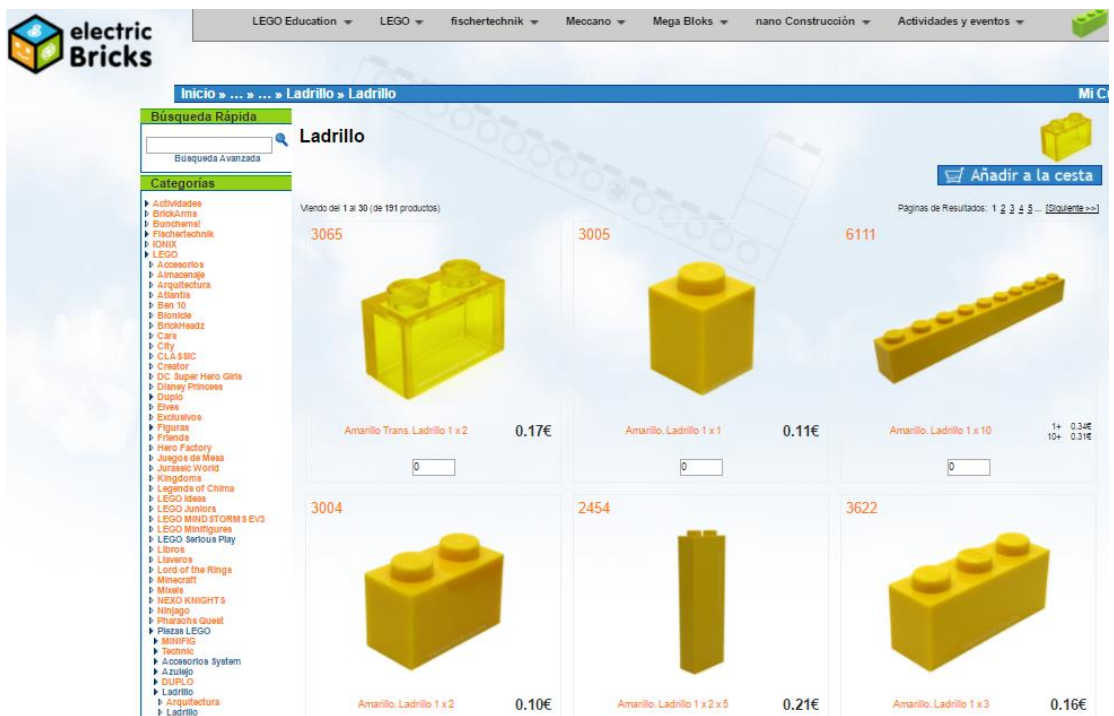 electric
Bricks
LEGO Education
LEGO
fischertechnik
Meccano
Mega Bloks
nano Construcción
Actividades y eventos
Inicio » ... » ... » Ladrillo » Ladrillo
Mi Cu
Búsqueda Rápida
Búsqueda Avanzada
Categorías
Actividades
BrickArms
Bunchems!
Fischertechnik
IONIX
LEGO
Accesorios
Almacenaje
Arquitectura
Atlantis
Ben 10
Bionicle
BrickHeadz
Cars
City
CLASSIC
Creator
DC Super Hero Girls
Disney Princess
Duplo
Elves
Exclusivos
Figuras
Friends
Hero Factory
Juegos de Mesa
Jurassic World
Kingdoms
Legends of Chima
LEGO Ideas
LEGO Juniors
LEGO MINDSTORMS EV3
LEGO Minifigures
LEGO Serious Play
Libros
Llaveros
Lord of the Rings
Minecraft
Mixels
NEXO KNIGHTS
Ninjago
Pharaohs Quest
Piezas LEGO
MINIFIG
Technic
Accesorios System
Azulejo
DUPLO
Ladrillo
Arquitectura
Ladrillo
Ladrillo
Añadir a la cesta
Viendo del 1 al 30 (de 191 productos)
Páginas de Resultados: 1 2 3 4 5 ... [Siguiente >>]
3065
3005
6111
Amarillo Trans. Ladrillo 1 x 2
0.17€
Amarillo. Ladrillo 1 x 1
0.11€
Amarillo. Ladrillo 1 x 10
1+ 0.34€
10+ 0.31€
0
0
0
3004
2454
3622
Amarillo. Ladrillo 1 x 2
0.10€
Amarillo. Ladrillo 1 x 2 x 5
0.21€
Amarillo. Ladrillo 1 x 3
0.16€